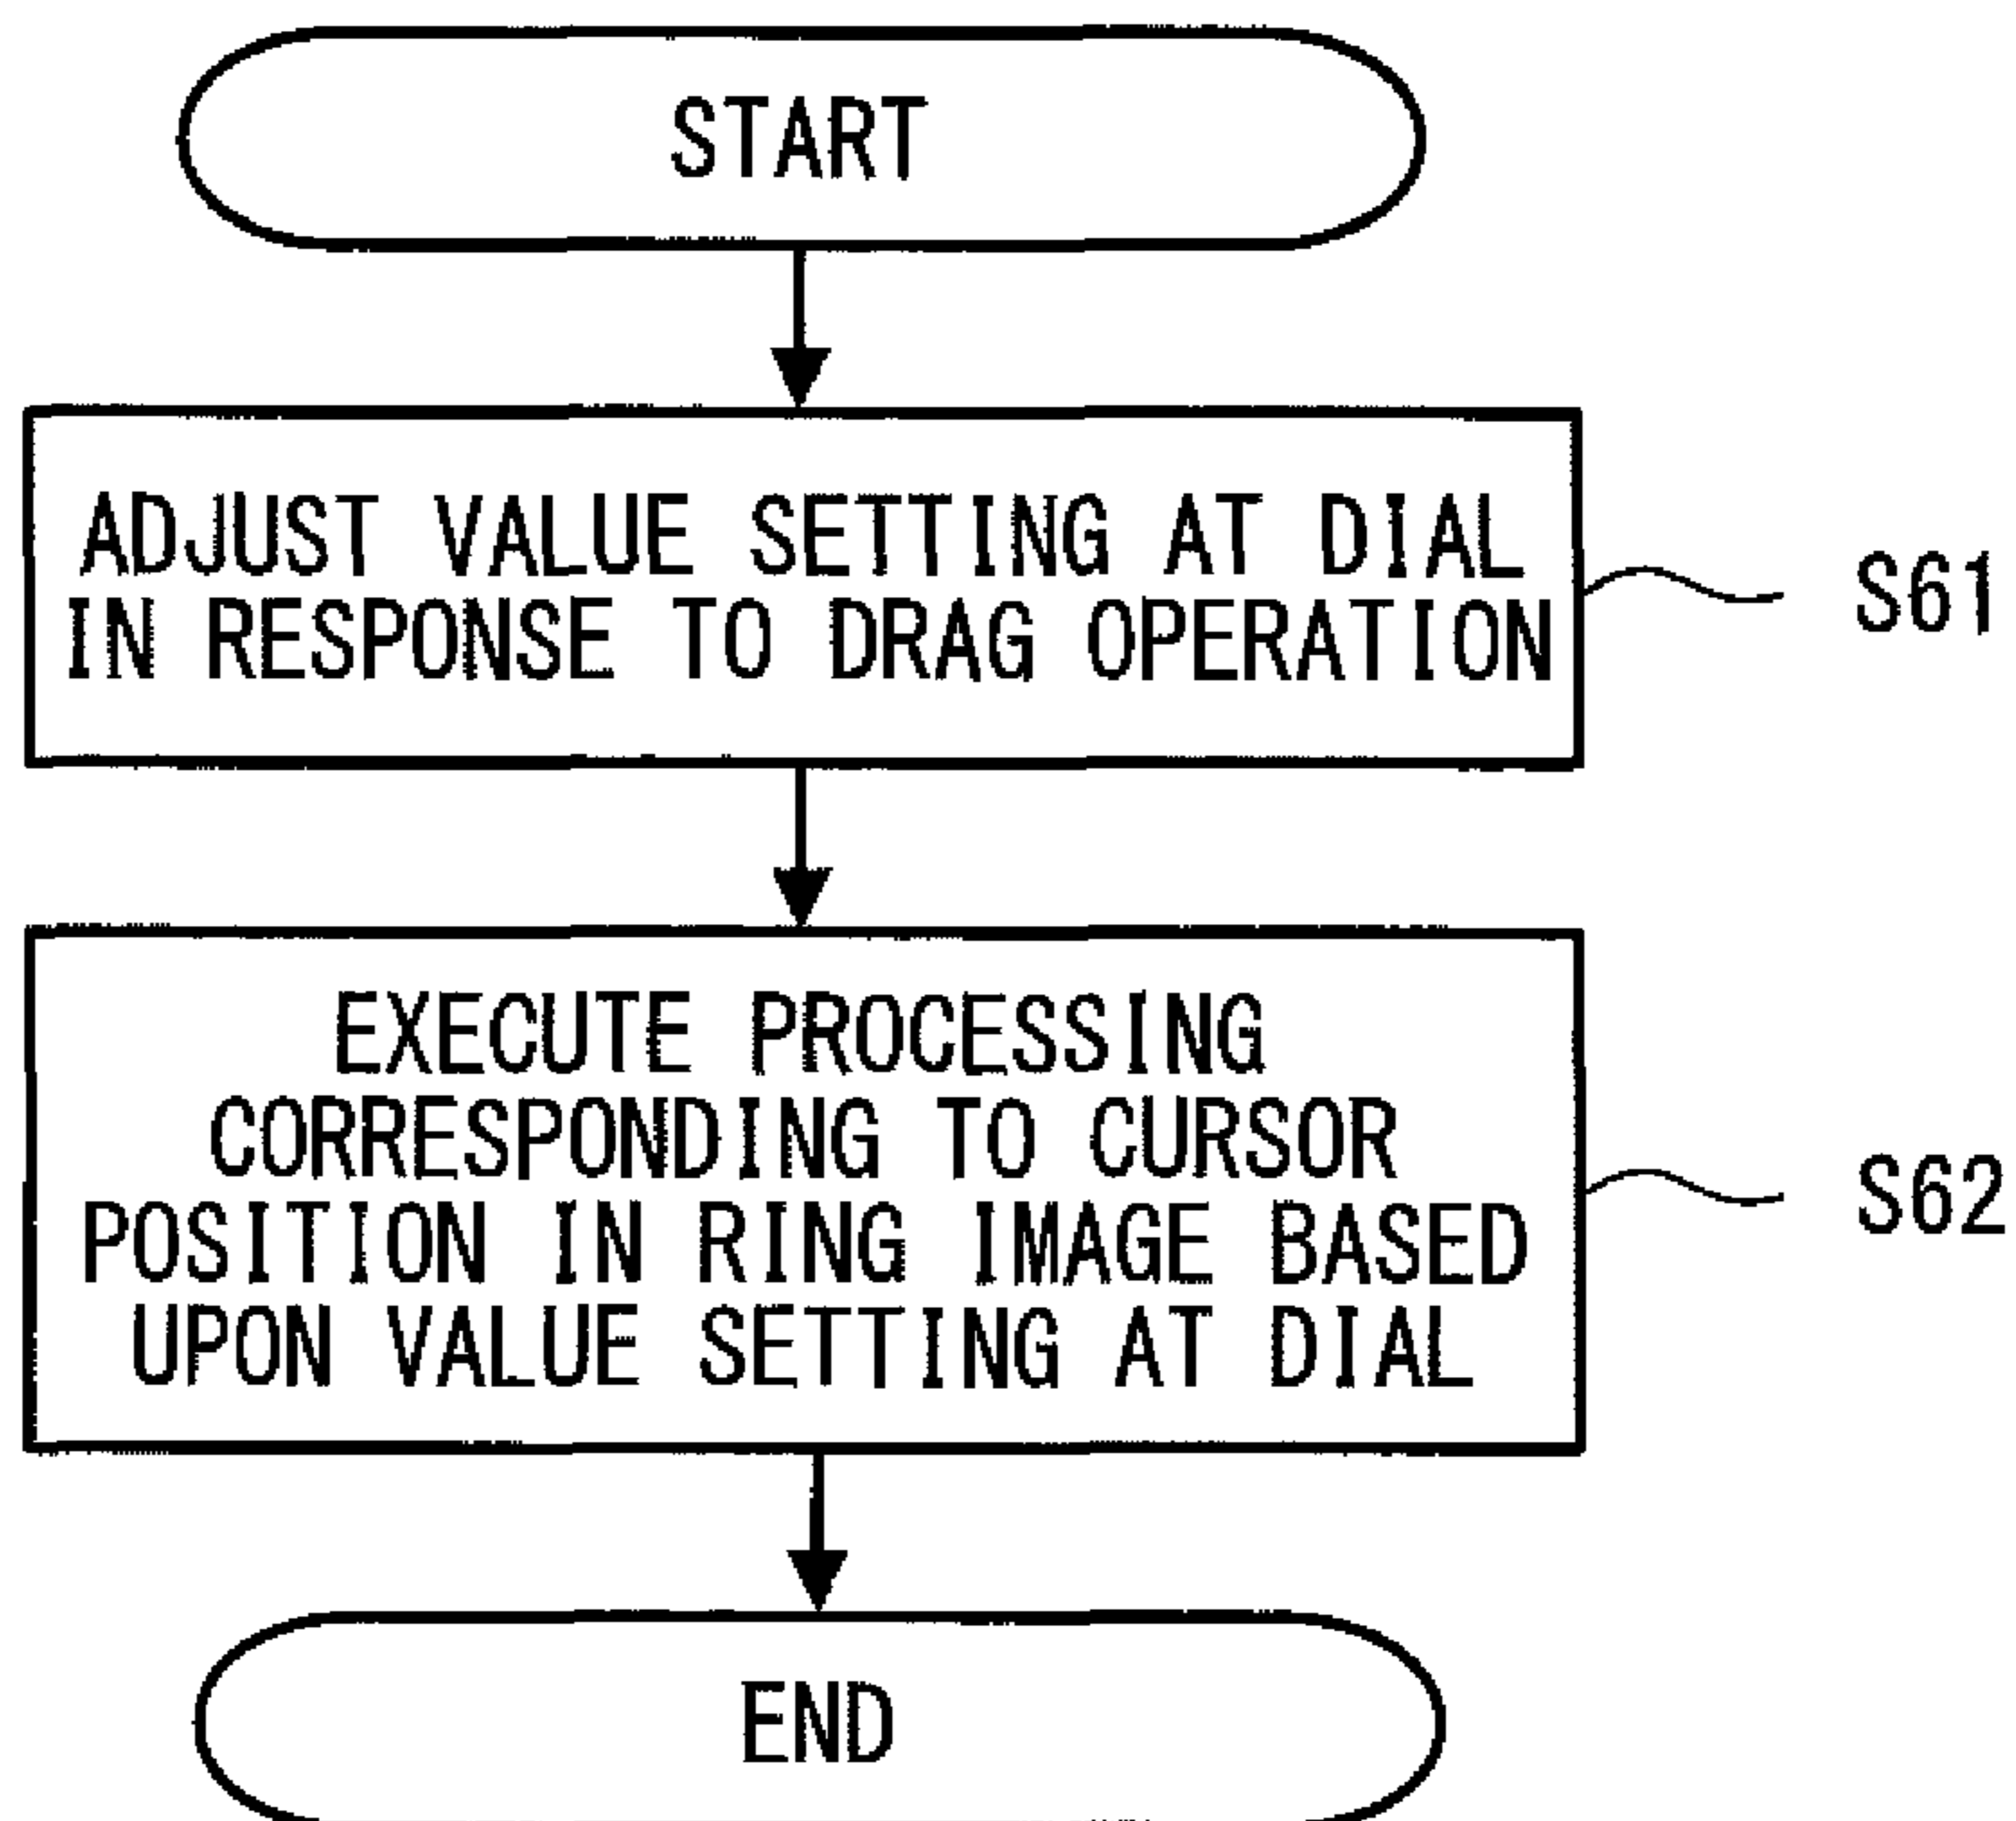 START
ADJUST VALUE SETTING AT DIAL
IN RESPONSE TO DRAG OPERATION
S61
EXECUTE PROCESSING
CORRESPONDING TO CURSOR
POSITION IN RING IMAGE BASED
UPON VALUE SETTING AT DIAL
S62
END